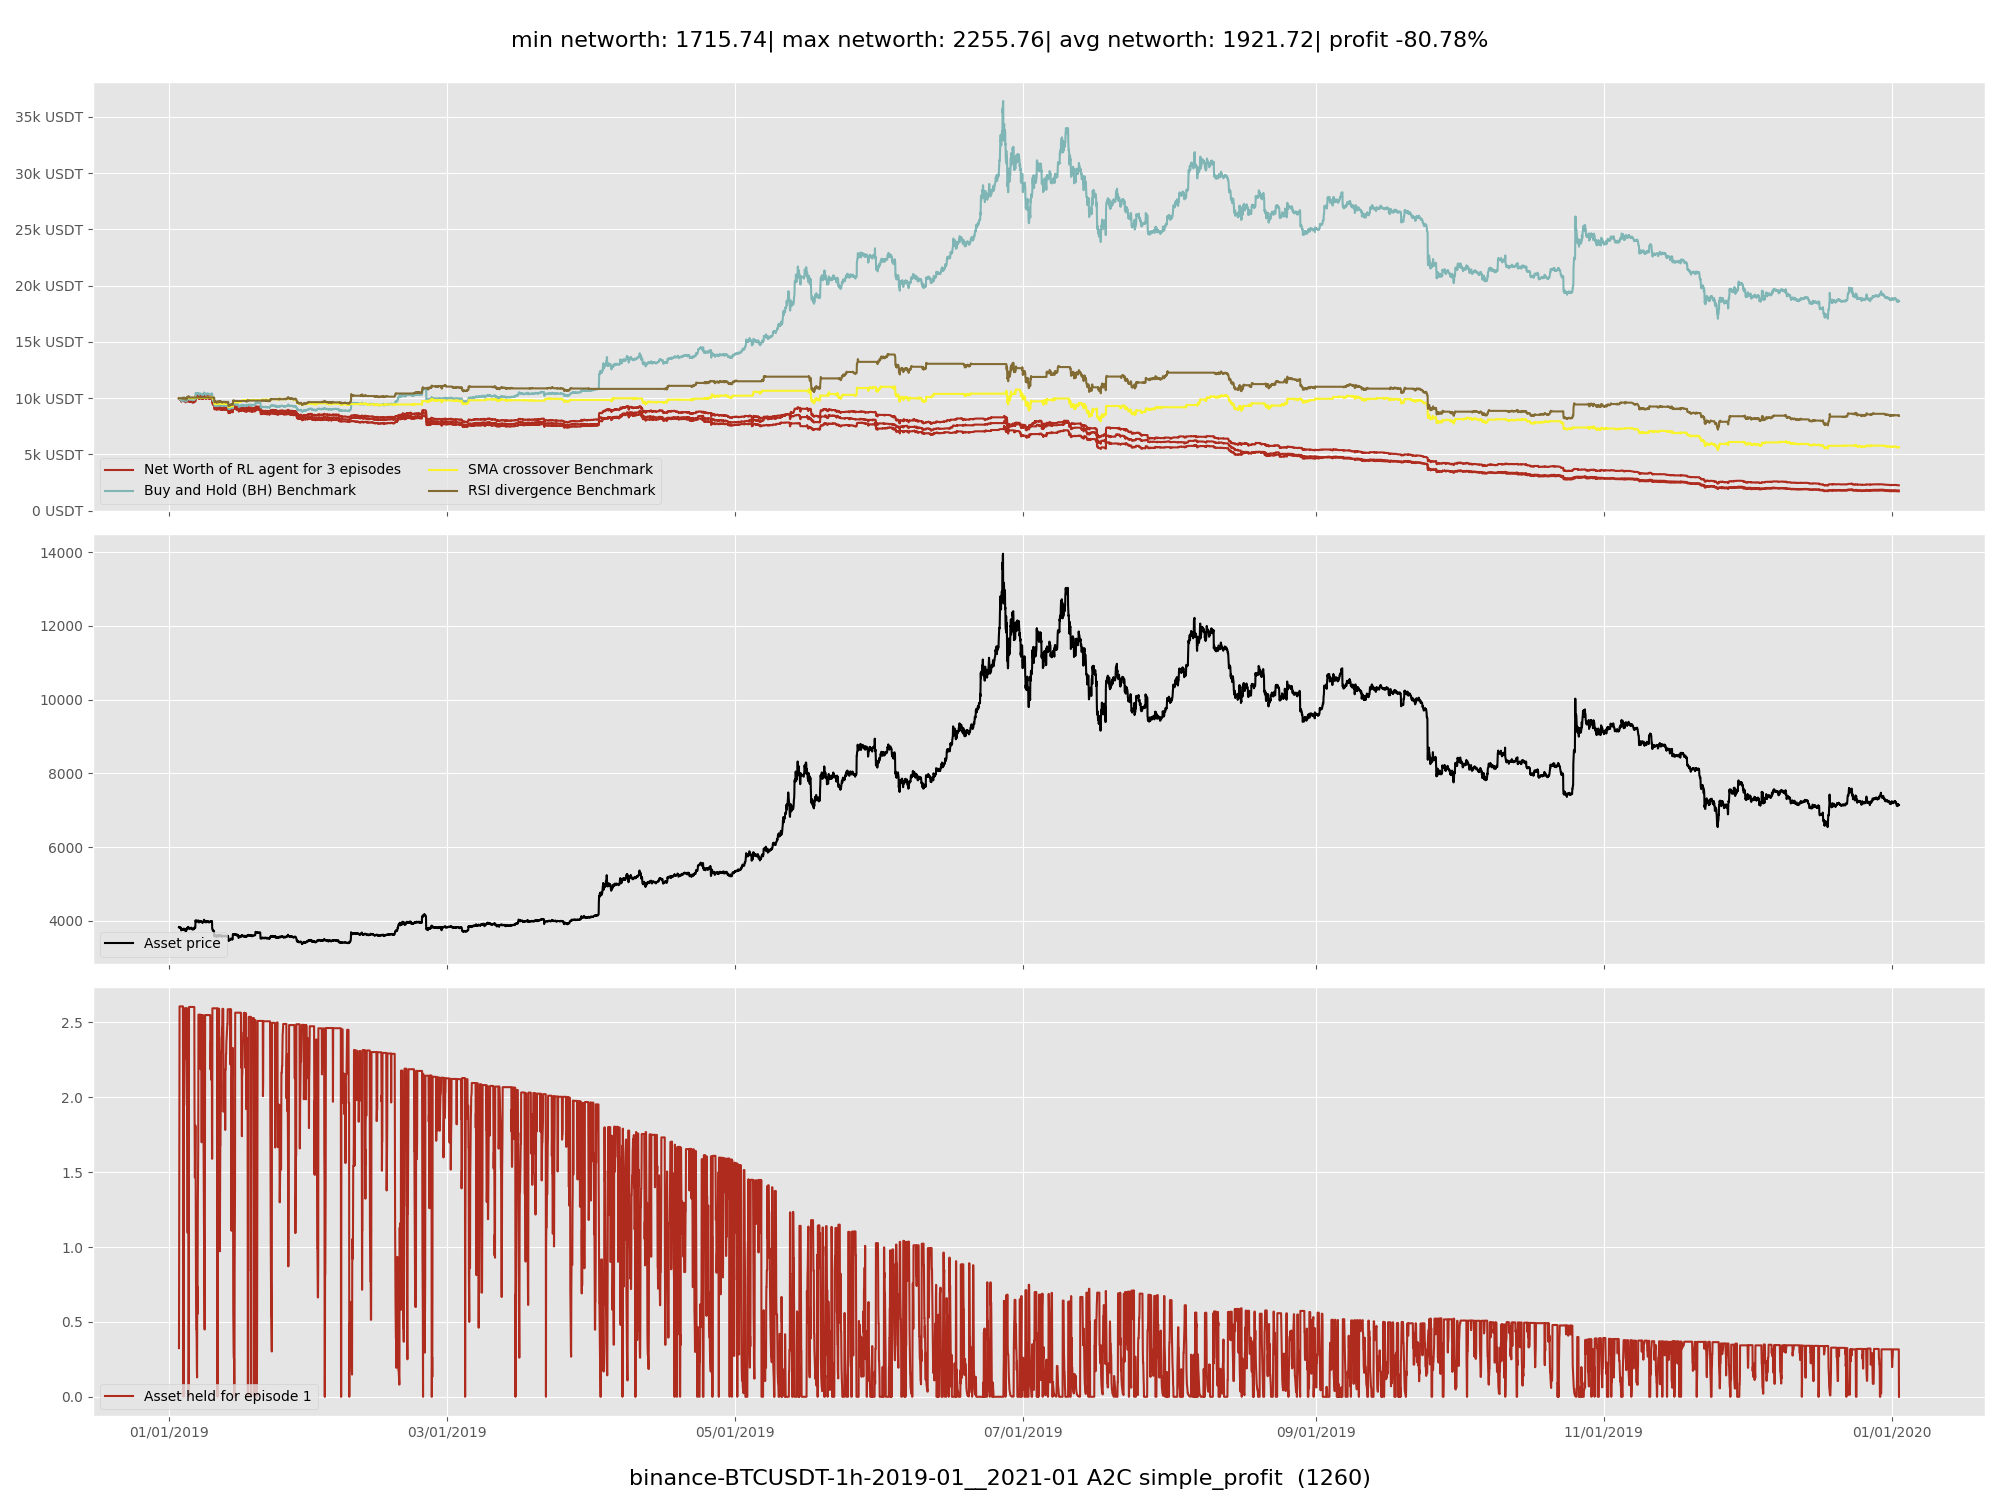 min networth: 1715.74| max networth: 2255.76| avg networth: 1921.72| profit -80.78%
35k USDT
30k USDT
25k USDT
20k USDT
15k USDT
10k USDT
5k USDT
0 USDT
Net Worth of RL agent for 3 episodes
Buy and Hold (BH) Benchmark
SMA crossover Benchmark
RSI divergence Benchmark
14000
12000
10000
8000
6000
4000
Asset price
2.5
2.0
1.5
1.0
0.5
0.0
Asset held for episode 1
01/01/2019 03/01/2019 05/01/2019 07/01/2019 09/01/2019 11/01/2019 01/01/2020
binance-BTCUSDT-1h-2019-01__2021-01 A2C simple_profit  (1260)